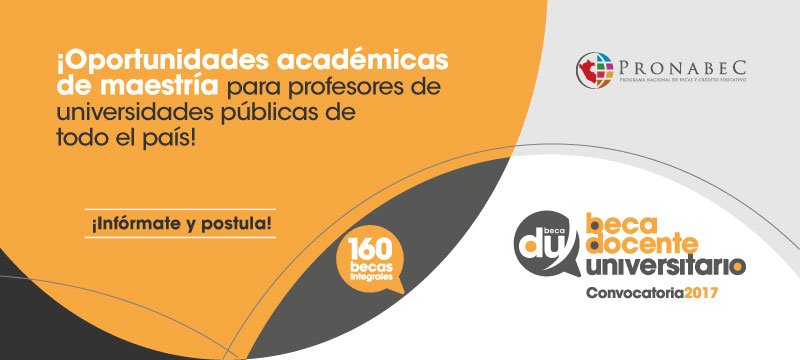 ¡Oportunidades académicas
de maestría para profesores de
universidades públicas de
todo el país!
¡Infórmate y postula!
160
becas
integrales
PRONABEC
PROGRAMA NACIONAL DE BECAS Y CRÉDITO EDUCATIVO
beca
du
beca
docente
universitario
Convocatoria2017